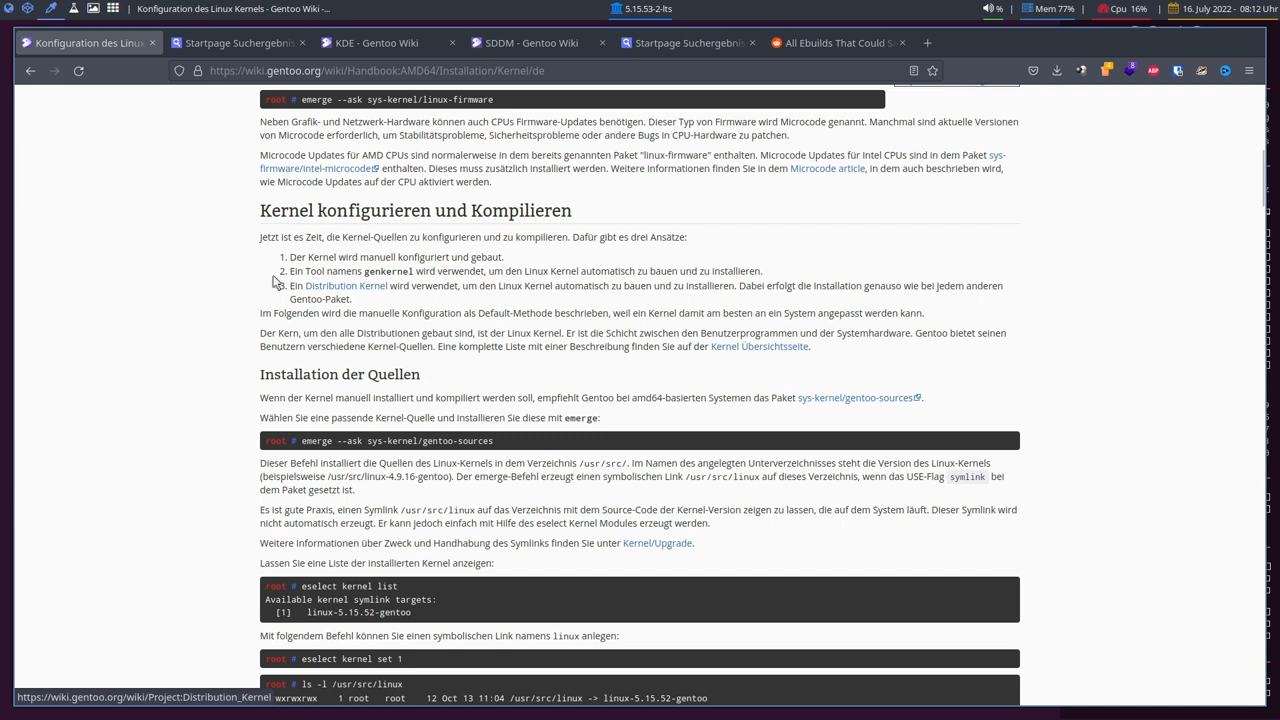 Konfiguration des Linux Kernels - Gentoo Wiki -...
5.15.53-2-lts
%
Mem 77%
Cpu 16%
16. July 2022 - 08:12 Uhr
Konfiguration des Linux
Startpage Suchergebnis
KDE - Gentoo Wiki
SDDM - Gentoo Wiki
Startpage Suchergebnis
All Ebuilds That Could Sa
https://wiki.gentoo.org/wiki/Handbook:AMD64/Installation/Kernel/de
root # emerge --ask sys-kernel/linux-firmware
Neben Grafik- und Netzwerk-Hardware können auch CPUs Firmware-Updates benötigen. Dieser Typ von Firmware wird Microcode genannt. Manchmal sind aktuelle Versionen
von Microcode erforderlich, um Stabilitätsprobleme, Sicherheitsprobleme oder andere Bugs in CPU-Hardware zu patchen.
Microcode Updates für AMD CPUs sind normalerweise in dem bereits genannten Paket "linux-firmware" enthalten. Microcode Updates für Intel CPUs sind in dem Paket sys-
firmware/intel-microcode enthalten. Dieses muss zusätzlich installiert werden. Weitere Informationen finden Sie in dem Microcode article, in dem auch beschrieben wird,
wie Microcode Updates auf der CPU aktiviert werden.
Kernel konfigurieren und Kompilieren
Jetzt ist es Zeit, die Kernel-Quellen zu konfigurieren und zu kompilieren. Dafür gibt es drei Ansätze:
1. Der Kernel wird manuell konfiguriert und gebaut.
2. Ein Tool namens genkernel wird verwendet, um den Linux Kernel automatisch zu bauen und zu installieren.
3. Ein Distribution Kernel wird verwendet, um den Linux Kernel automatisch zu bauen und zu installieren. Dabei erfolgt die Installation genauso wie bei jedem anderen
Gentoo-Paket.
Im Folgenden wird die manuelle Konfiguration als Default-Methode beschrieben, weil ein Kernel damit am besten an ein System angepasst werden kann.
Der Kern, um den alle Distributionen gebaut sind, ist der Linux Kernel. Er ist die Schicht zwischen den Benutzerprogrammen und der Systemhardware. Gentoo bietet seinen
Benutzern verschiedene Kernel-Quellen. Eine komplette Liste mit einer Beschreibung finden Sie auf der Kernel Übersichtsseite.
Installation der Quellen
Wenn der Kernel manuell installiert und kompiliert werden soll, empfiehlt Gentoo bei amd64-basierten Systemen das Paket sys-kernel/gentoo-sources.
Wählen Sie eine passende Kernel-Quelle und installieren Sie diese mit emerge:
root # emerge --ask sys-kernel/gentoo-sources
Dieser Befehl installiert die Quellen des Linux-Kernels in dem Verzeichnis /usr/src/. Im Namen des angelegten Unterverzeichnisses steht die Version des Linux-Kernels
(beispielsweise /usr/src/linux-4.9.16-gentoo). Der emerge-Befehl erzeugt einen symbolischen Link /usr/src/linux auf dieses Verzeichnis, wenn das USE-Flag symlink bei
dem Paket gesetzt ist.
Es ist gute Praxis, einen Symlink /usr/src/linux auf das Verzeichnis mit dem Source-Code der Kernel-Version zeigen zu lassen, die auf dem System läuft. Dieser Symlink wird
nicht automatisch erzeugt. Er kann jedoch einfach mit Hilfe des eselect Kernel Modules erzeugt werden.
Weitere Informationen über Zweck und Handhabung des Symlinks finden Sie unter Kernel/Upgrade.
Lassen Sie eine Liste der installierten Kernel anzeigen:
root # eselect kernel list
Available kernel symlink targets:
[1] linux-5.15.52-gentoo
Mit folgendem Befehl können Sie einen symbolischen Link namens linux anlegen:
root # eselect kernel set 1
root # ls -l /usr/src/linux
wxrwxrwx 1 root root 12 Oct 13 11:04 /usr/src/linux -> linux-5.15.52-gentoo
https://wiki.gentoo.org/wiki/Project:Distribution_Kernel